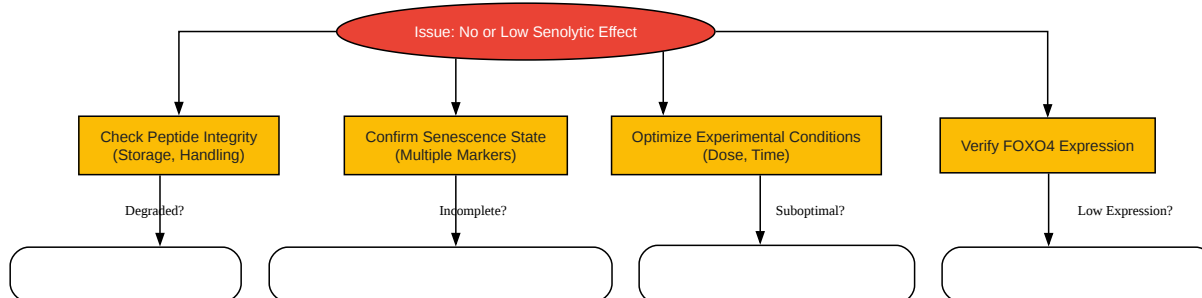 Issue: No or Low Senolytic Effect
Check Peptide Integrity
(Storage, Handling)
Confirm Senescence State
(Multiple Markers)
Optimize Experimental Conditions
(Dose, Time)
Verify FOXO4 Expression
Degraded?
Incomplete?
Suboptimal?
Low Expression?